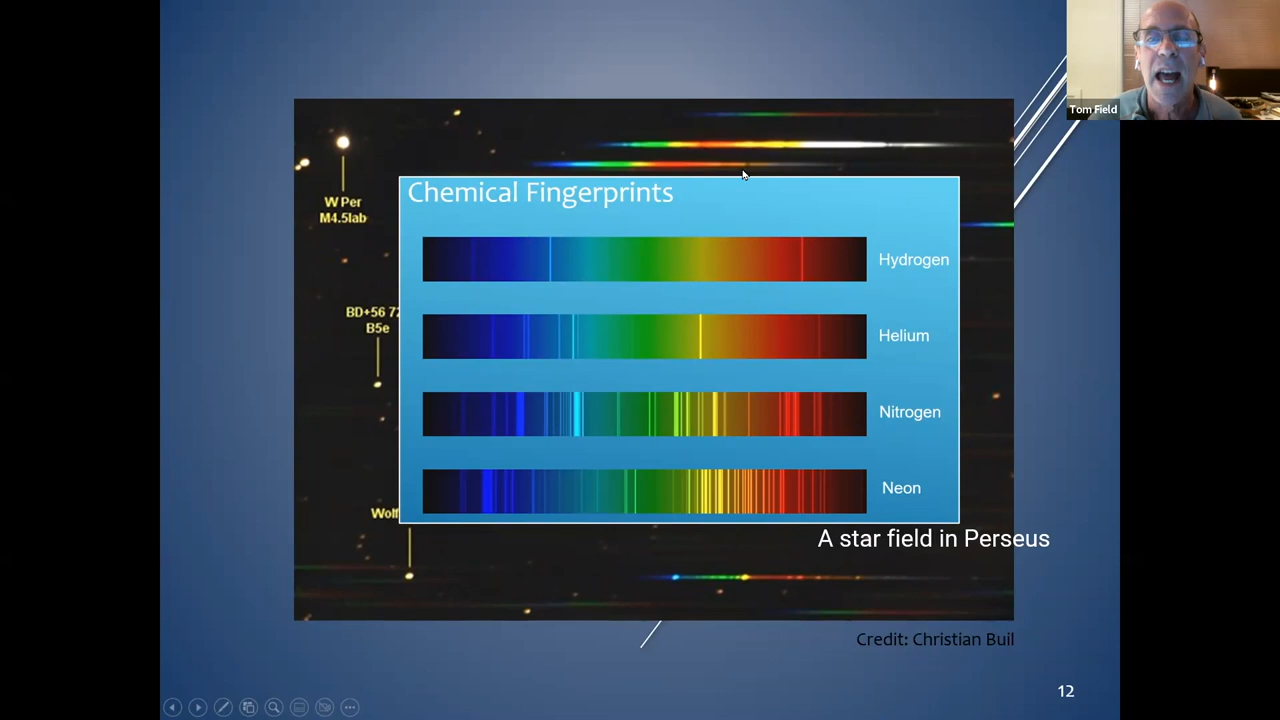 Tom Field
W Per
M4.5Iab
Chemical Fingerprints
Hydrogen
BD+56 72
B5e
Helium
Nitrogen
Neon
Wolf
A star field in Perseus
Credit: Christian Buil
12